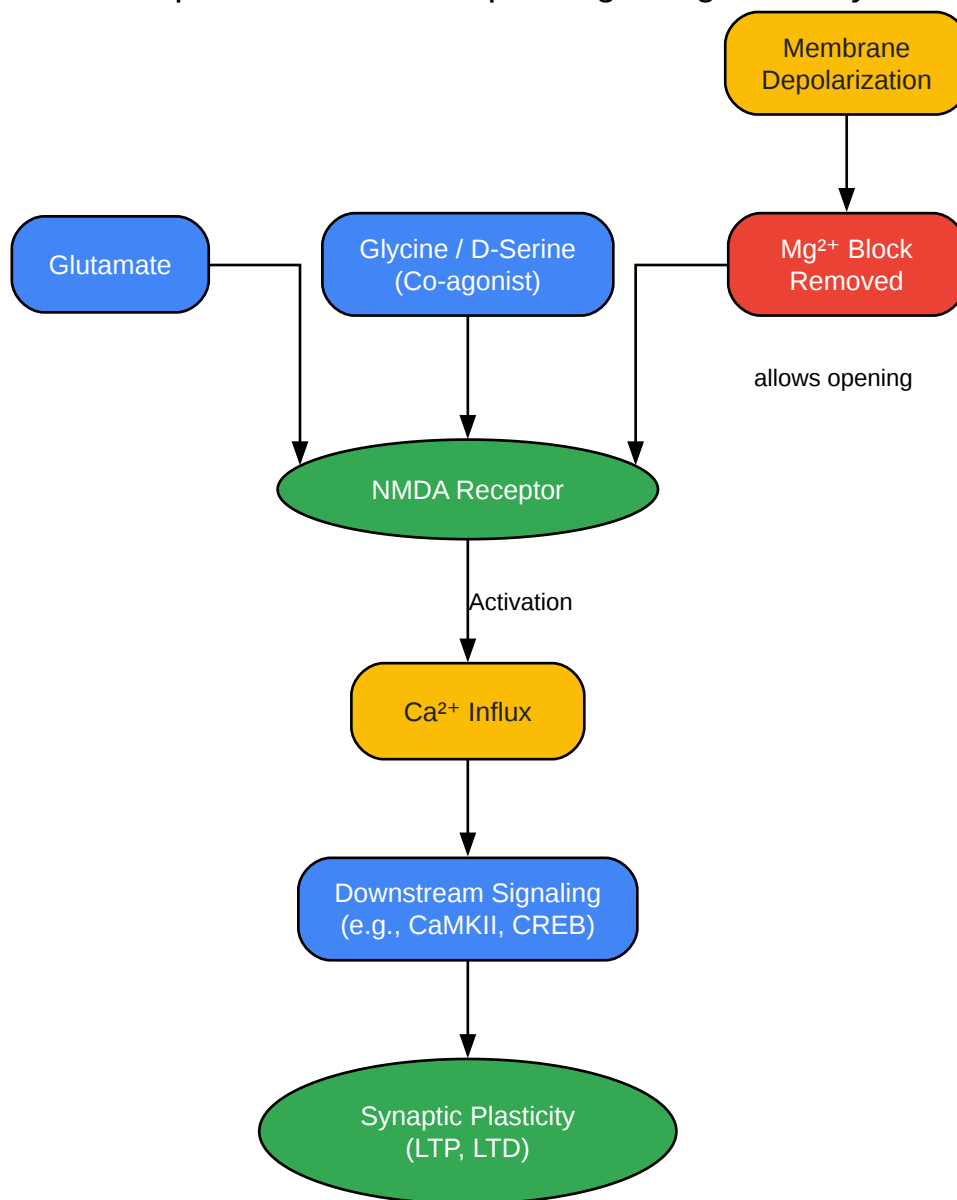 Membrane
Depolarization
Glutamate
Glycine / D-Serine
(Co-agonist)
Mg²⁺ Block
Removed
allows opening
NMDA Receptor
Activation
Ca²⁺ Influx
Downstream Signaling
(e.g., CaMKII, CREB)
Synaptic Plasticity
(LTP, LTD)